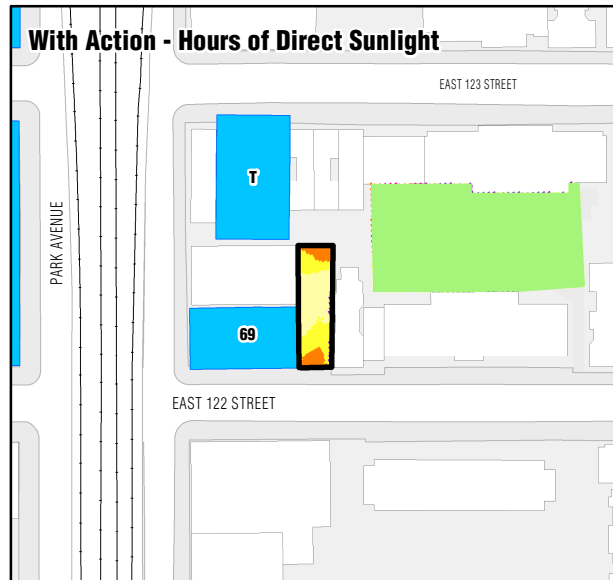 With Action - Hours of Direct Sunlight
EAST 123 STREET
T
PARK AVENUE
69
EAST 122 STREET